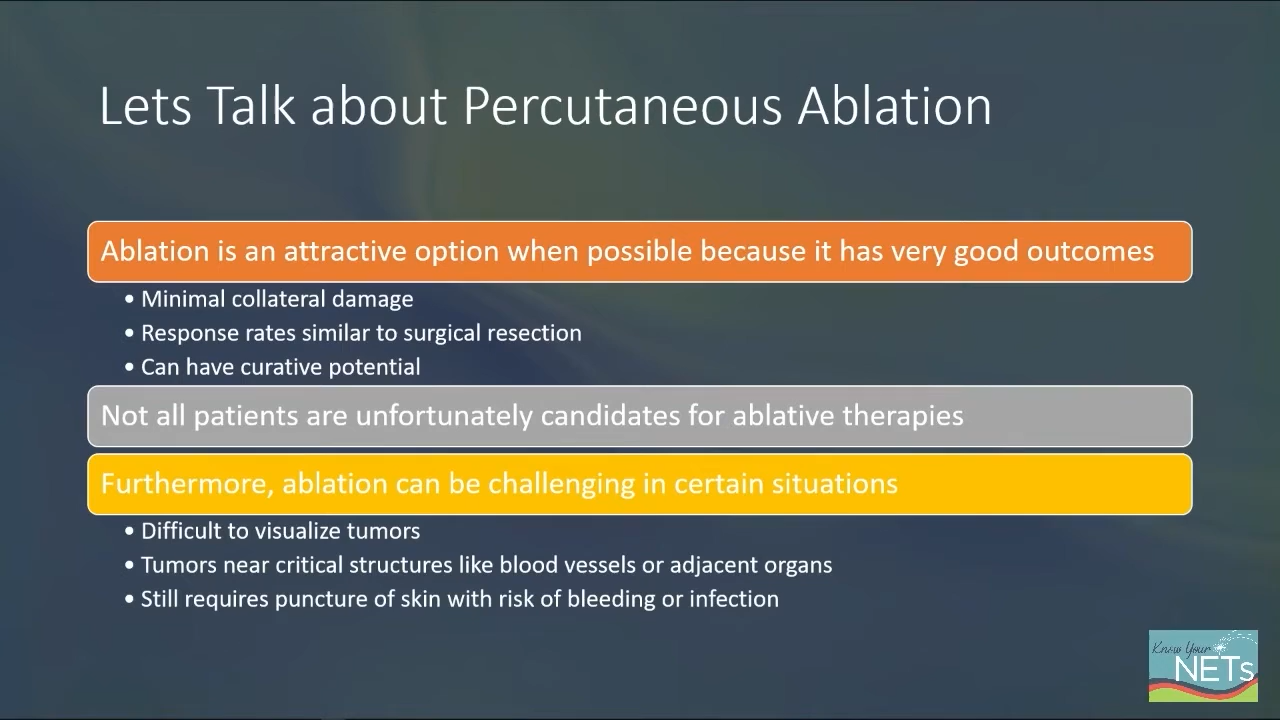 Lets Talk about Percutaneous Ablation
Ablation is an attractive option when possible because it has very good outcomes
• Minimal collateral damage
• Response rates similar to surgical resection
• Can have curative potential
Not all patients are unfortunately candidates for ablative therapies
Furthermore, ablation can be challenging in certain situations
• Difficult to visualize tumors
• Tumors near critical structures like blood vessels or adjacent organs
• Still requires puncture of skin with risk of bleeding or infection
Know Your
NETs